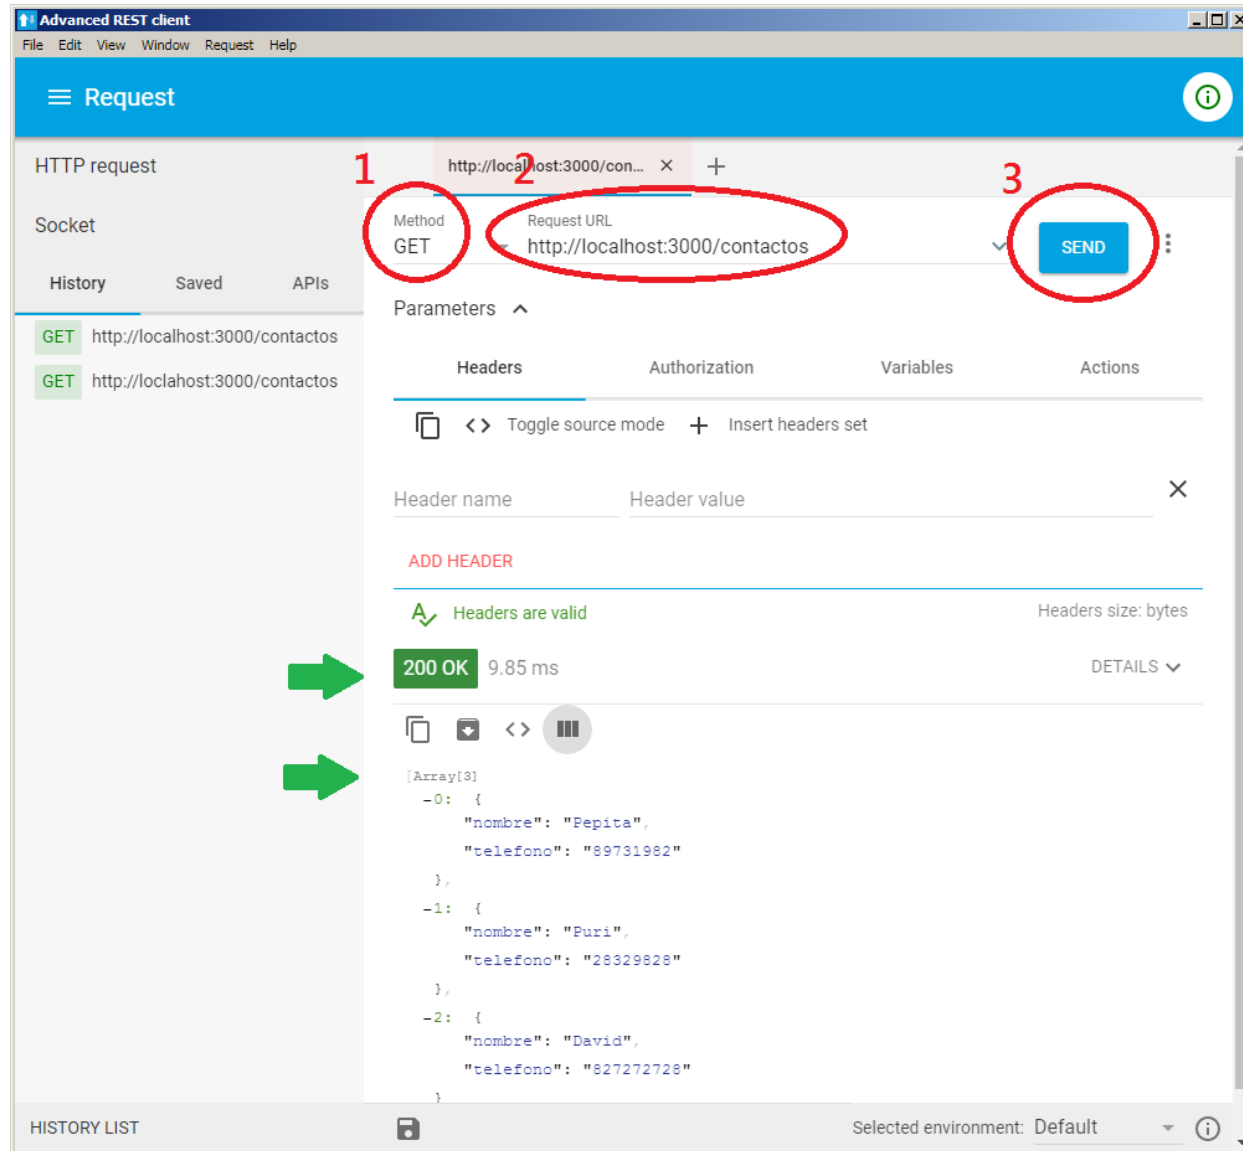 Advanced REST client
File Edit View Window Request Help
Request
HTTP request
Socket
History Saved APIs
GET http://localhost:3000/contactos
GET http://loclahost:3000/contactos
HISTORY LIST
1 2 3
http://localhost:3000/con...
Method Request URL
GET http://localhost:3000/contactos SEND
Parameters
Headers Authorization Variables Actions
<> Toggle source mode + Insert headers set
Header name Header value
ADD HEADER
Headers are valid Headers size: bytes
200 OK 9.85 ms DETAILS
[Array[3]
-0: {
"nombre": "Pepita",
"telefono": "89731982"
},
-1: {
"nombre": "Puri",
"telefono": "28329828"
},
-2: {
"nombre": "David",
"telefono": "827272728"
}
Selected environment: Default